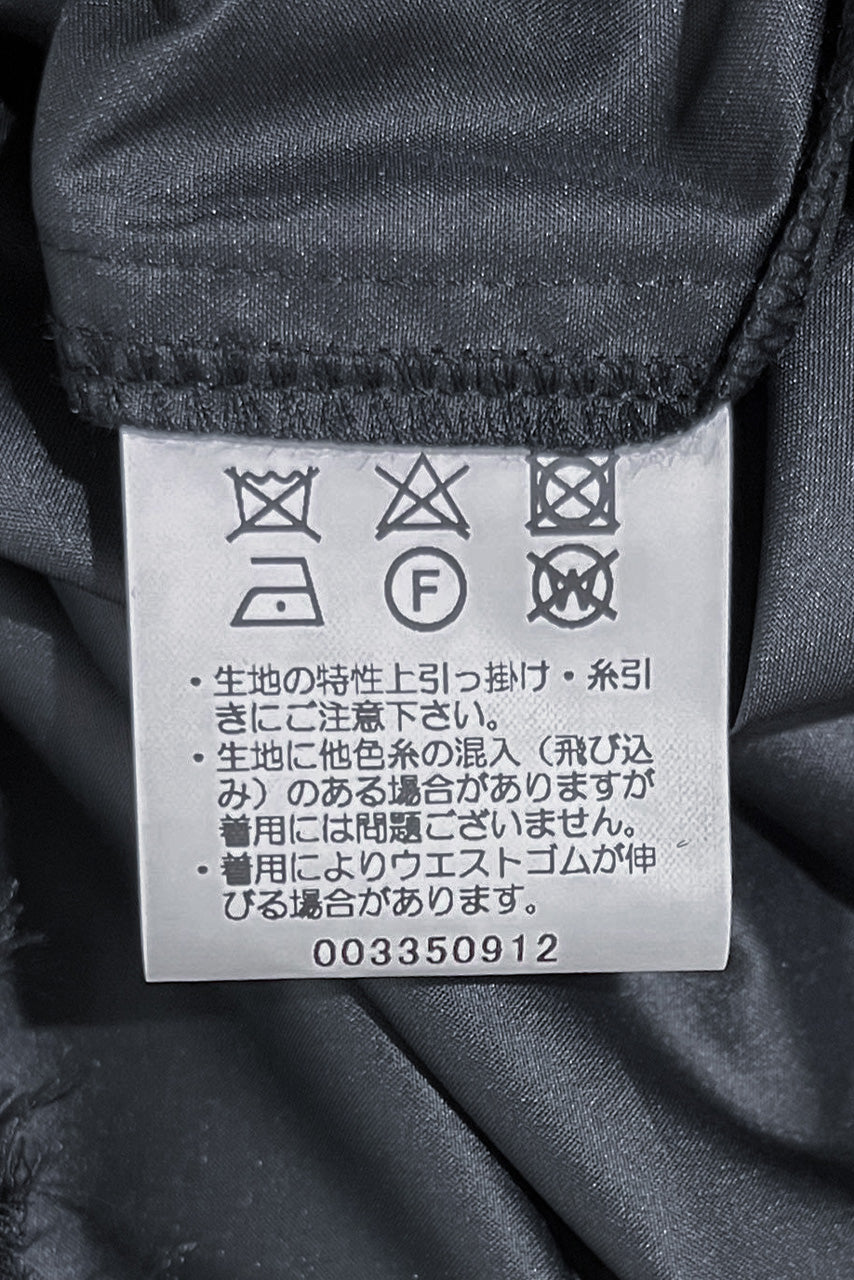 F
W
・生地の特性上引っ掛け・糸引
きにご注意下さい。
・生地に他色糸の混入（飛び込
み）のある場合がありますが
着用には問題ございません。
・着用によりウエストゴムが伸
びる場合があります。
003350912